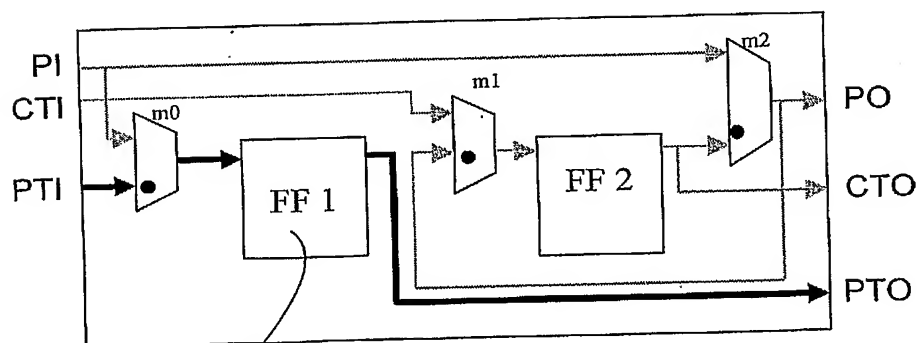 PI
CTI
PTI
m0
FF 1
m1
FF 2
m2
PO
CTO
PTO